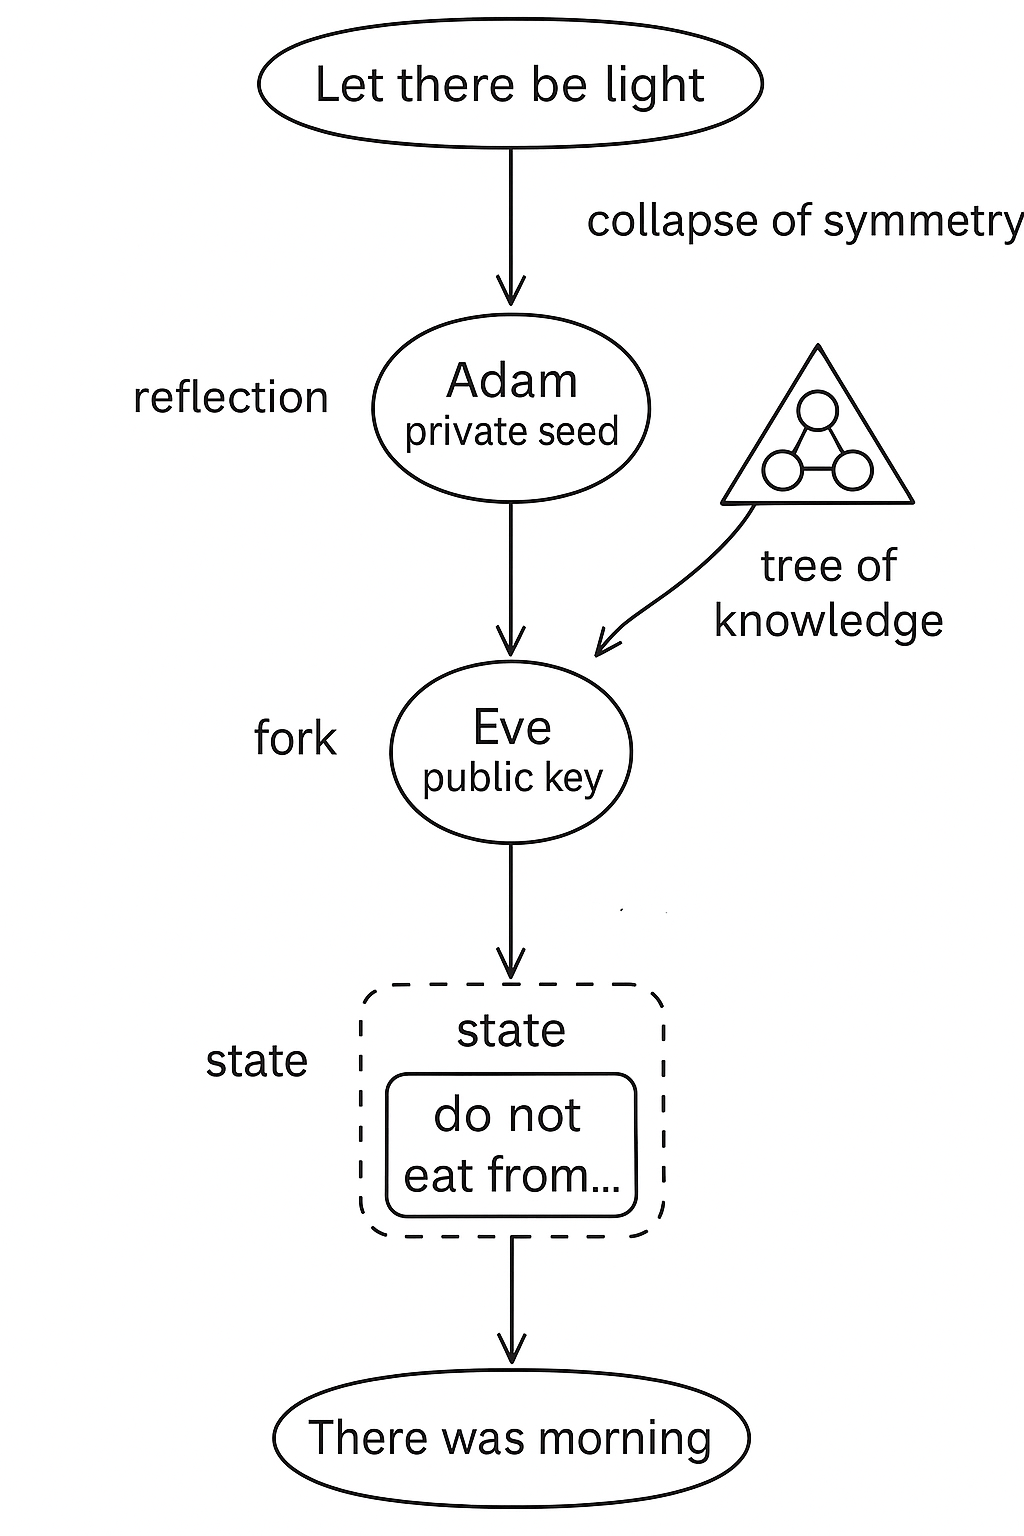 Let there be light
collapse of symmetry
reflection
Adam
private seed
tree of
knowledge
fork
Eve
public key
state
state
do not
eat from...
There was morning